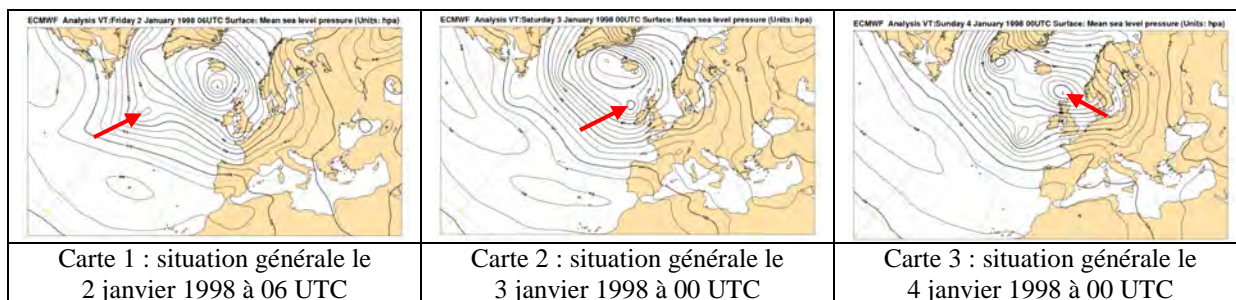 ECMWF Analysis VT:Friday 2 January 1998 06UTC Surface: Mean sea level pressure (Units: hpa)
ECMWF Analysis VT:Saturday 3 January 1998 00UTC Surface: Mean sea level pressure (Units: hpa)
ECMWF Analysis VT:Sunday 4 January 1998 00UTC Surface: Mean sea level pressure (Units: hpa)
Carte 1 : situation générale le
2 janvier 1998 à 06 UTC
Carte 2 : situation générale le
3 janvier 1998 à 00 UTC
Carte 3 : situation générale le
4 janvier 1998 à 00 UTC